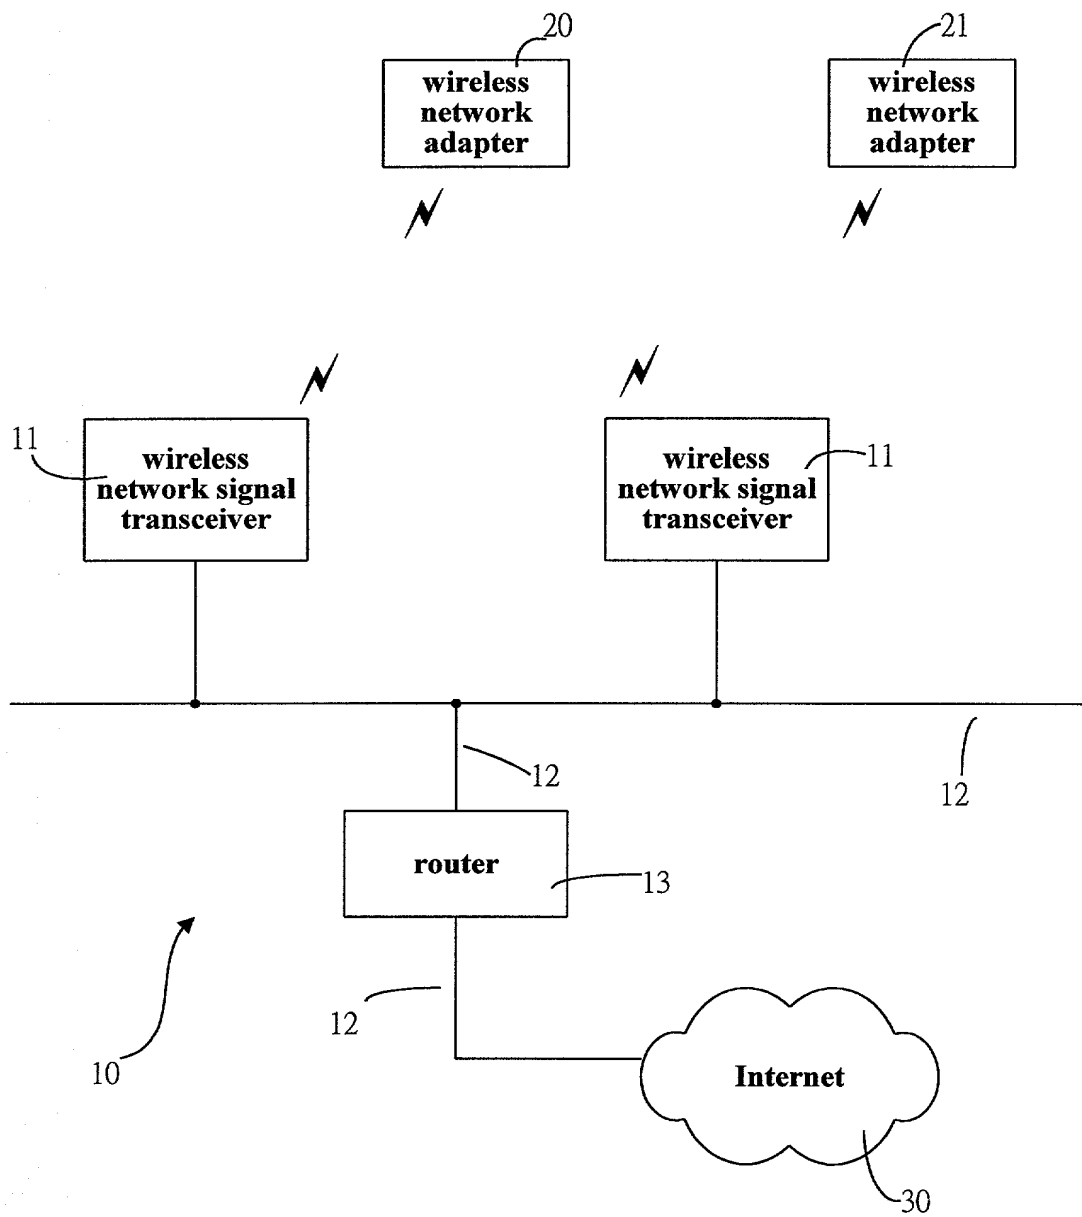 20
21
wireless
network
adapter
wireless
network
adapter
11
wireless
network signal
transceiver
wireless
network signal
transceiver
11
12
12
router
13
12
10
Internet
30